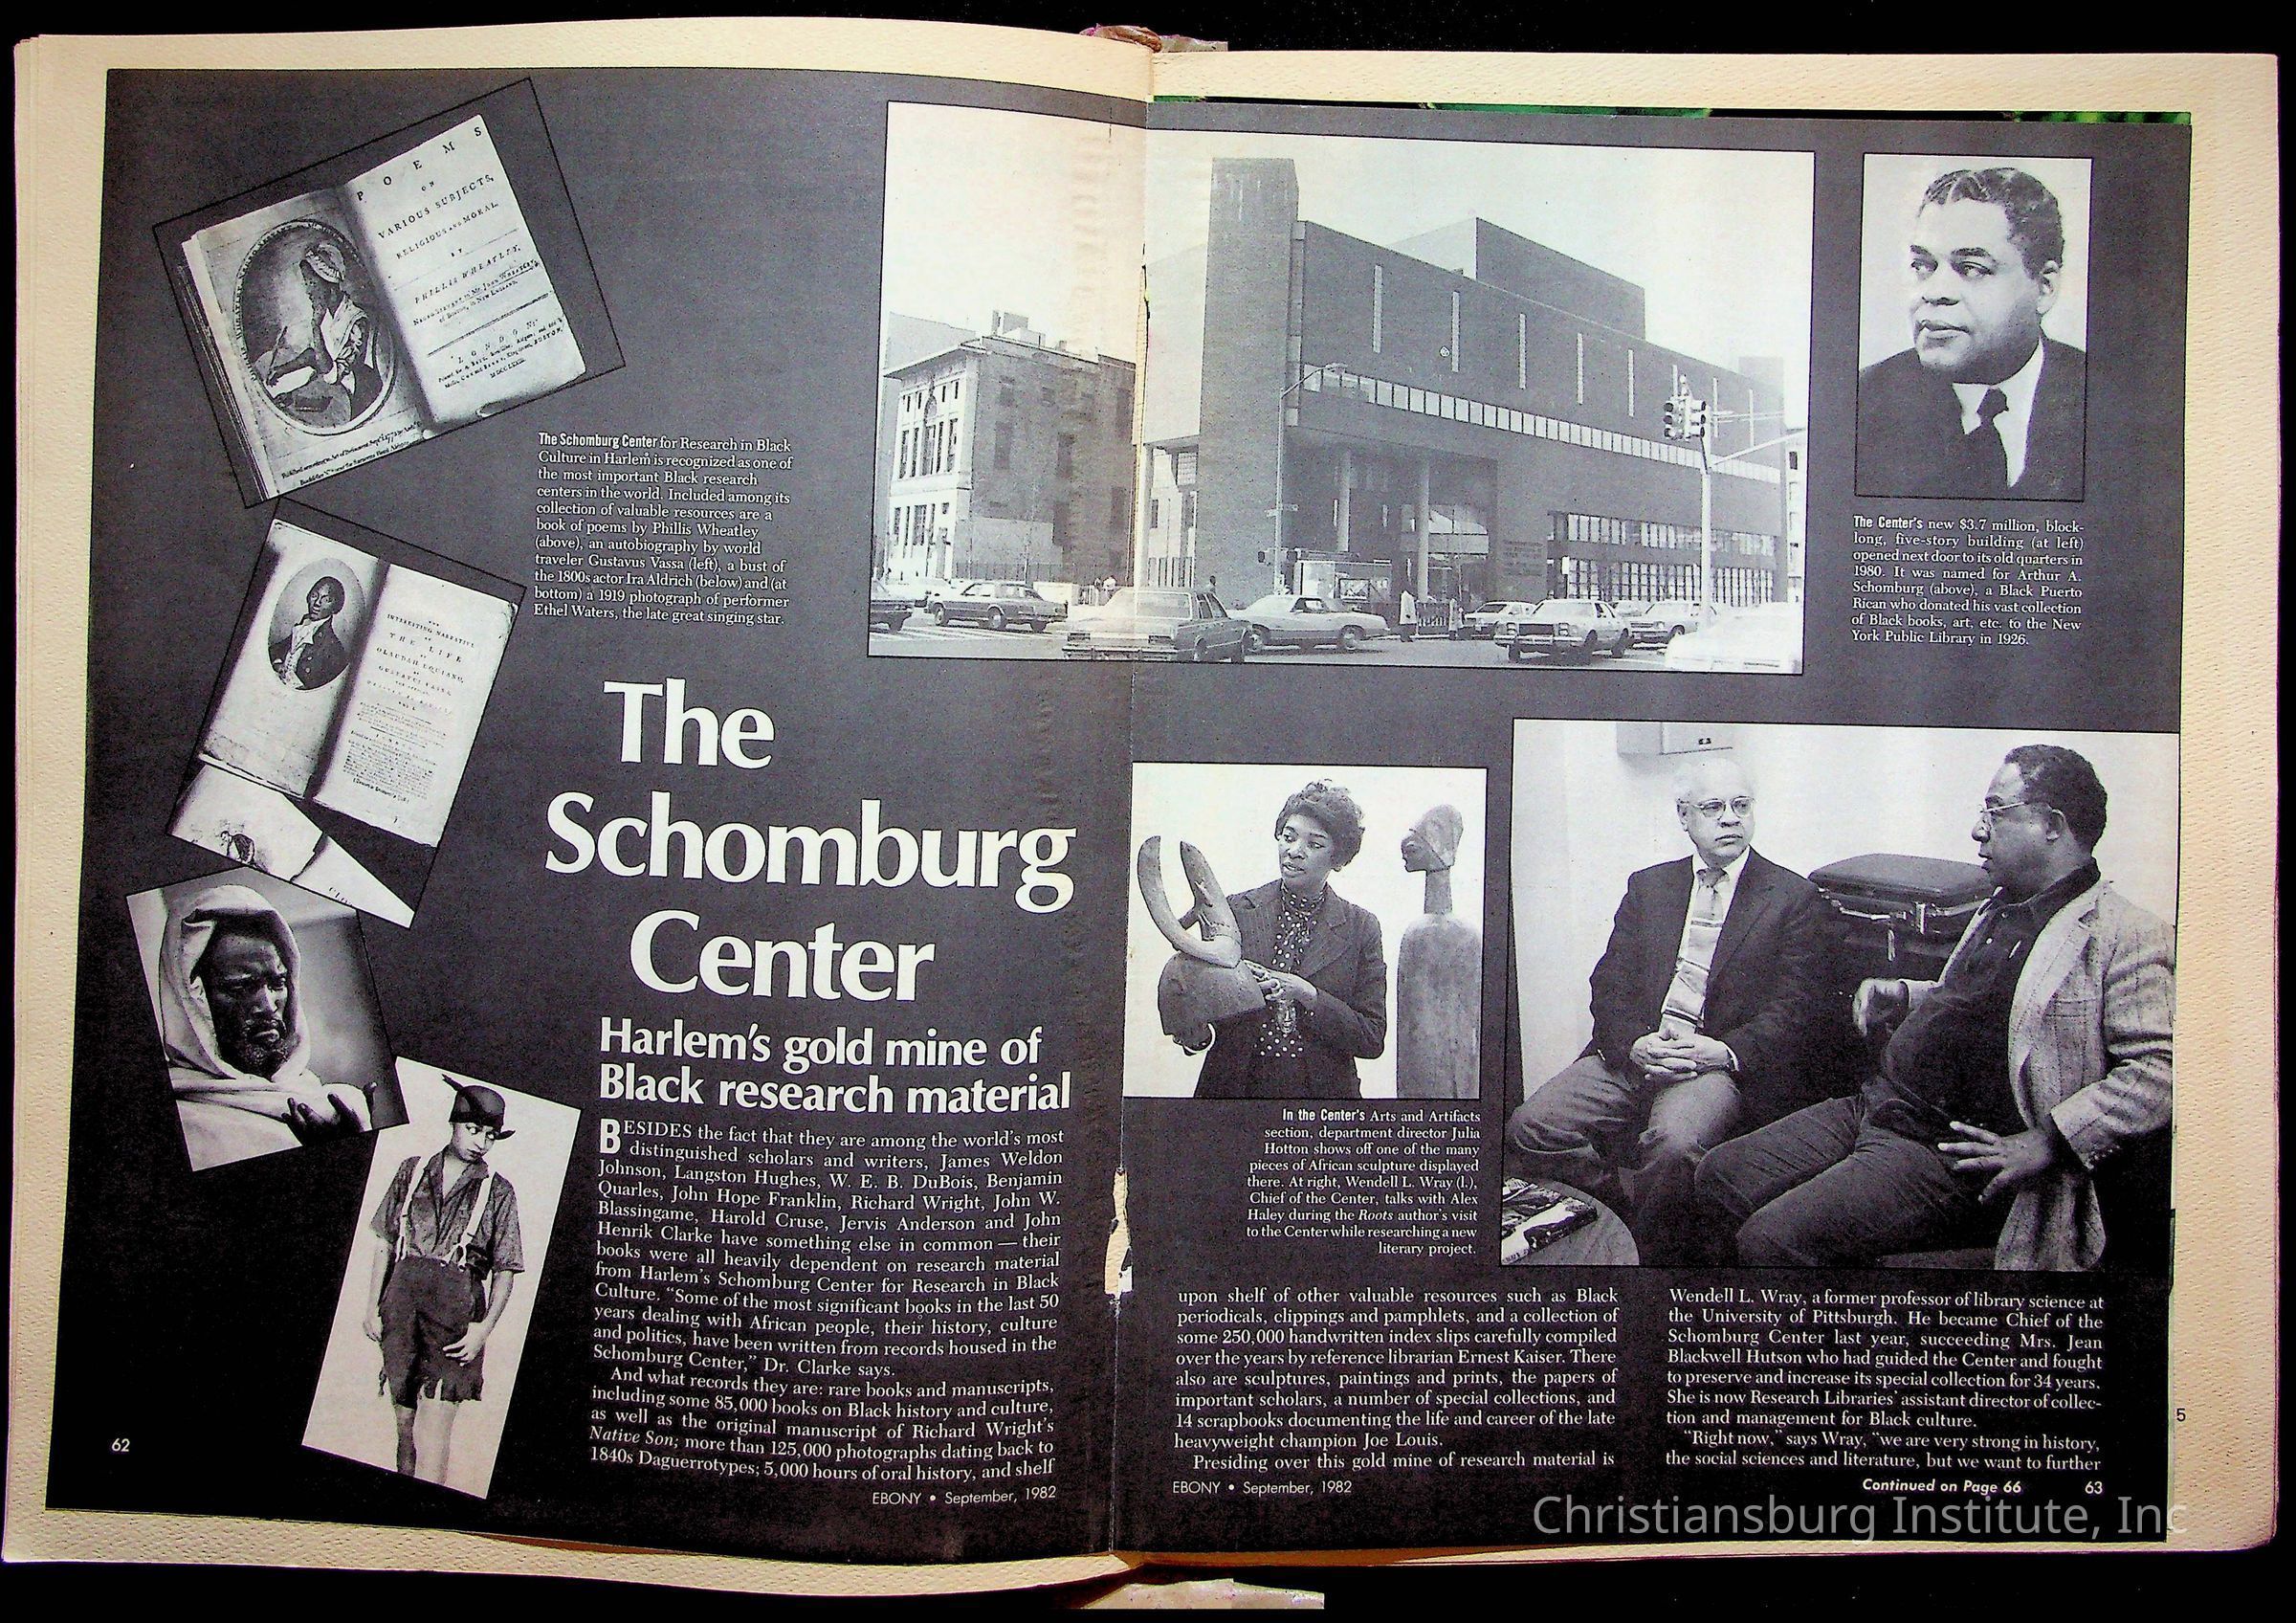 P O E M S
ON
VARIOUS SUBJECTS,
RELIGIOUS AND MORAL.
BY
PHILLIS WHEATLEY,
LONDON:
MDCCLXXIII.
The Schomburg Center for Research in Black
Culture in Harlem is recognized as one of
the most important Black research
centers in the world. Included among its
collection of valuable resources are a
book of poems by Phillis Wheatley
(above), an autobiography by world
traveler Gustavus Vassa (left), a bust of
the 1800s actor Ira Aldrich (below) and (at
bottom) a 1919 photograph of performer
Ethel Waters, the late great singing star.
INTERESTING NARRATIVE
THE LIFE
OLAUDAH EQUIANO,
GUSTAVUS VASSA,
The
Schomburg
Center
Harlem's gold mine of
Black research material
BESIDES the fact that they are among the world's most
distinguished scholars and writers, James Weldon
Johnson, Langston Hughes, W. E. B. DuBois, Benjamin
Quarles, John Hope Franklin, Richard Wright, John W.
Blassingame, Harold Cruse, Jervis Anderson and John
Henrik Clarke have something else in common — their
books were all heavily dependent on research material
from Harlem's Schomburg Center for Research in Black
Culture. "Some of the most significant books in the last 50
years dealing with African people, their history, culture
and politics, have been written from records housed in the
Schomburg Center," Dr. Clarke says.
And what records they are: rare books and manuscripts,
including some 85,000 books on Black history and culture,
as well as the original manuscript of Richard Wright's
Native Son; more than 125,000 photographs dating back to
1840s Daguerrotypes; 5,000 hours of oral history, and shelf
62
EBONY • September, 1982
The Center's new $3.7 million, block-
long, five-story building (at left)
opened next door to its old quarters in
1980. It was named for Arthur A.
Schomburg (above), a Black Puerto
Rican who donated his vast collection
of Black books, art, etc. to the New
York Public Library in 1926.
In the Center's Arts and Artifacts
section, department director Julia
Hotton shows off one of the many
pieces of African sculpture displayed
there. At right, Wendell L. Wray (l.),
Chief of the Center, talks with Alex
Haley during the Roots author's visit
to the Center while researching a new
literary project.
upon shelf of other valuable resources such as Black
periodicals, clippings and pamphlets, and a collection of
some 250,000 handwritten index slips carefully compiled
over the years by reference librarian Ernest Kaiser. There
also are sculptures, paintings and prints, the papers of
important scholars, a number of special collections, and
14 scrapbooks documenting the life and career of the late
heavyweight champion Joe Louis.
Presiding over this gold mine of research material is
EBONY • September, 1982
Wendell L. Wray, a former professor of library science at
the University of Pittsburgh. He became Chief of the
Schomburg Center last year, succeeding Mrs. Jean
Blackwell Hutson who had guided the Center and fought
to preserve and increase its special collection for 34 years.
She is now Research Libraries' assistant director of collec-
tion and management for Black culture.
"Right now," says Wray, "we are very strong in history,
the social sciences and literature, but we want to further
Continued on Page 66
63
5
Christiansburg Institute, Inc